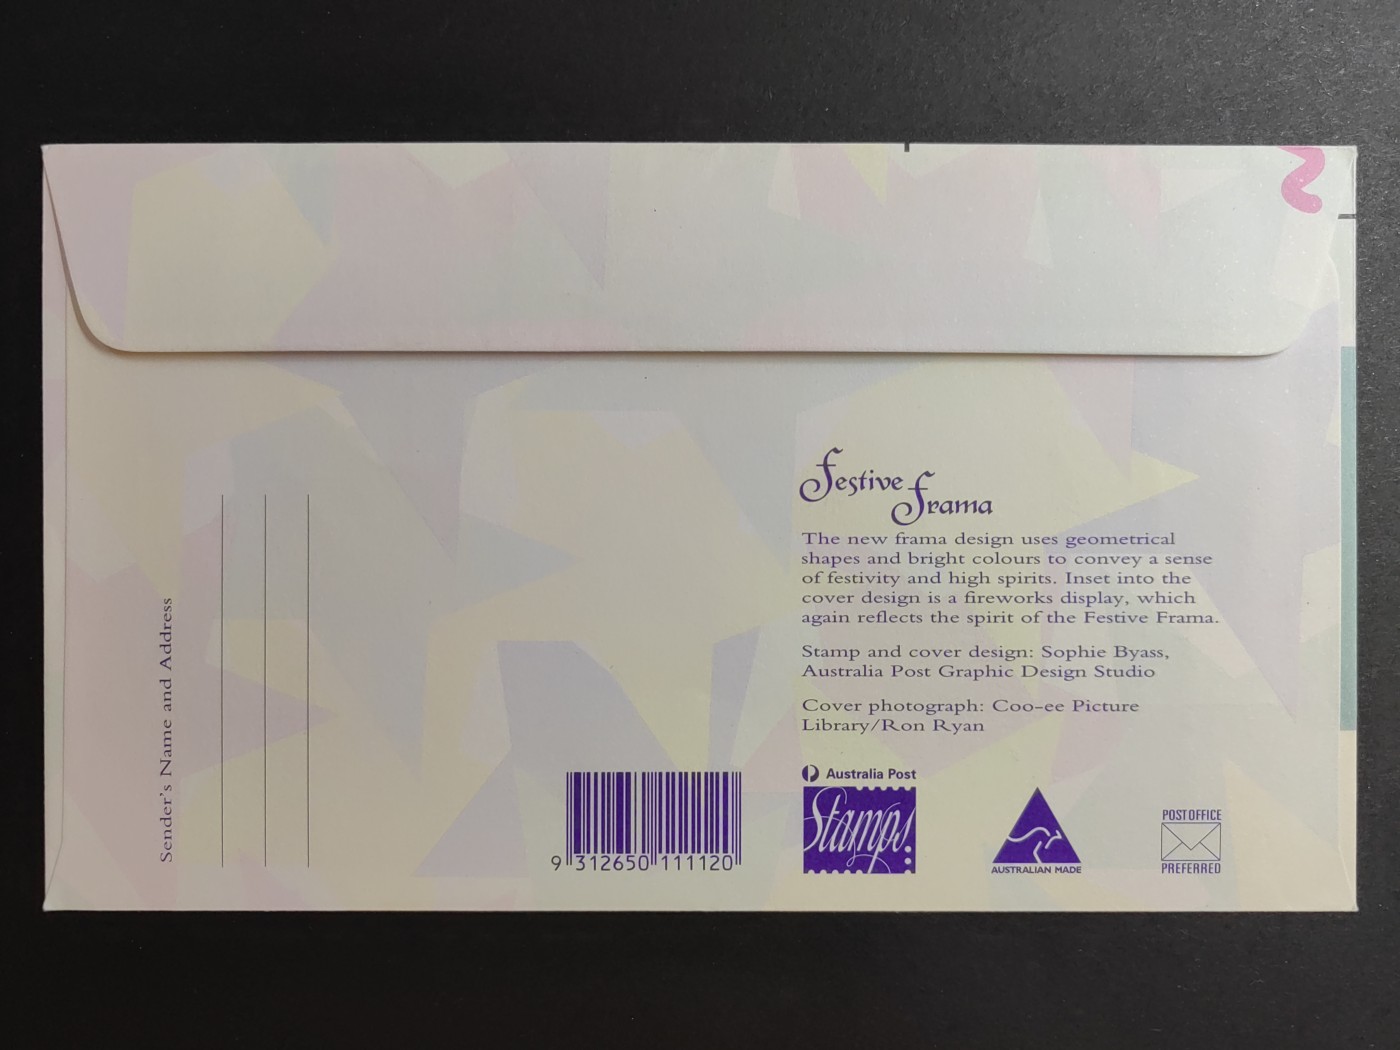 Festive Frama
The new frama design uses geometrical
shapes and bright colours to convey a sense
of festivity and high spirits. Inset into the
cover design is a fireworks display, which
again reflects the spirit of the Festive Frama.
Stamp and cover design: Sophie Byass,
Australia Post Graphic Design Studio
Cover photograph: Coo-ee Picture
Library/Ron Ryan
Sender's Name and Address
9 312650 111120
Australia Post
Stamps!
AUSTRALIAN MADE
POST OFFICE
PREFERRED